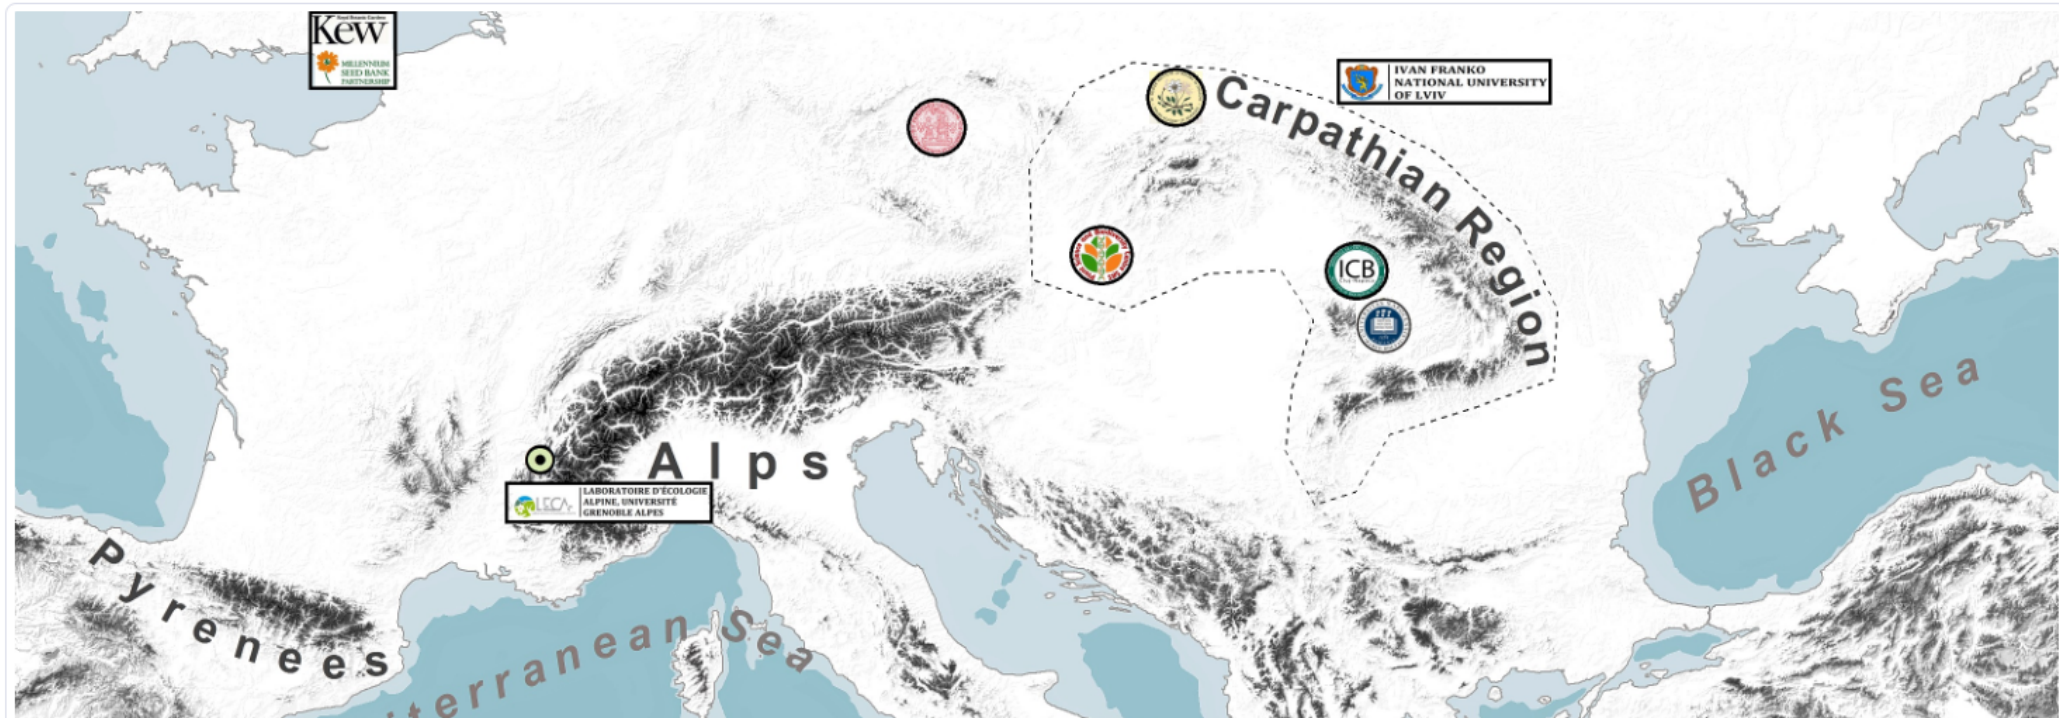 Kew
MILLENNIUM
SEED BANK
PARTNERSHIP
IVAN FRANKO
NATIONAL UNIVERSITY
OF LVIV
Carpathian Region
ICB
Alps
LECA
LABORATOIRE D'ÉCOLOGIE
ALPINE, UNIVERSITÉ
GRENOBLE ALPES
Black Sea
Pyrenees
terranean Sea